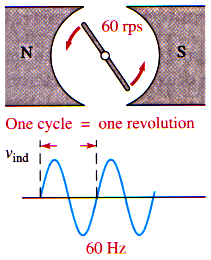 60 rps
N S
One cycle = one revolution
vind
60 Hz